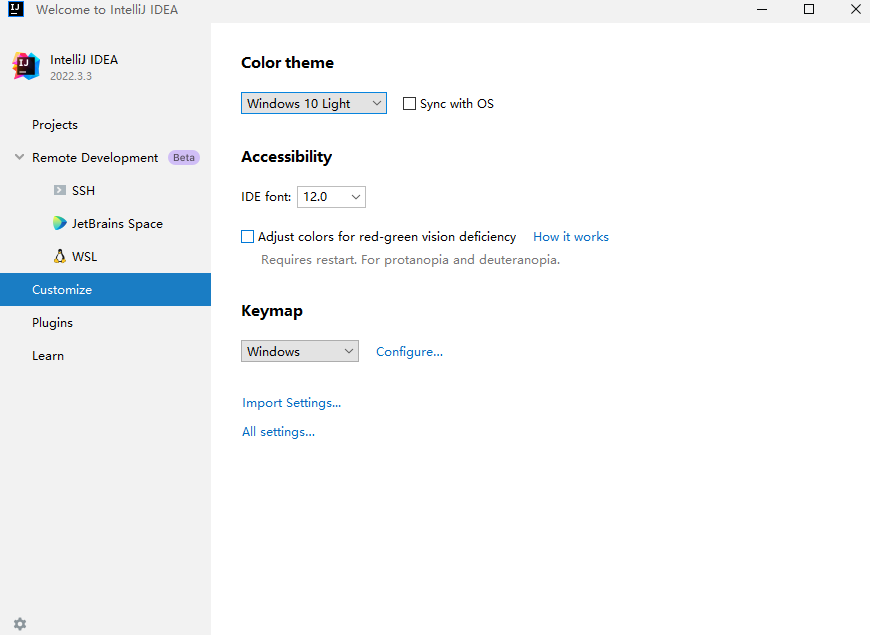 Welcome to IntelliJ IDEA
IntelliJ IDEA
2022.3.3
Projects
Remote Development Beta
SSH
JetBrains Space
WSL
Customize
Plugins
Learn
Color theme
Windows 10 Light Sync with OS
Accessibility
IDE font: 12.0
Adjust colors for red-green vision deficiency How it works
Requires restart. For protanopia and deuteranopia.
Keymap
Windows Configure...
Import Settings...
All settings...